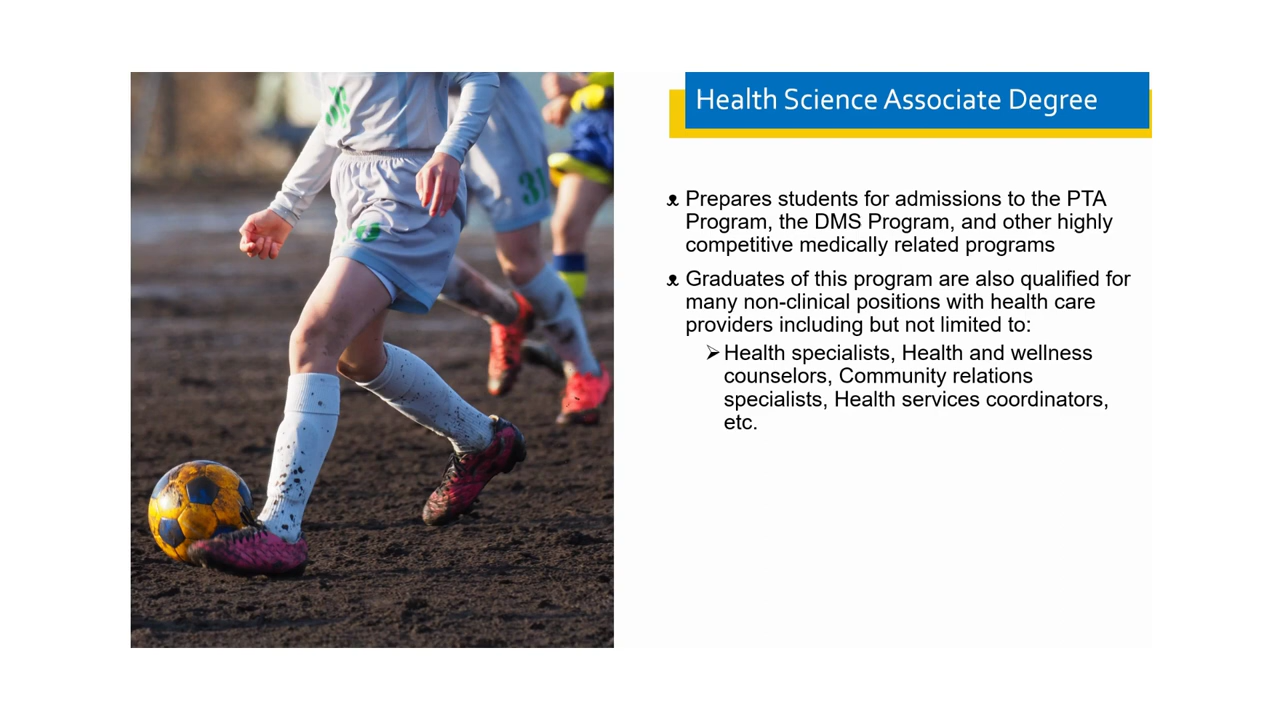 Health Science Associate Degree
Prepares students for admissions to the PTA
Program, the DMS Program, and other highly
competitive medically related programs
Graduates of this program are also qualified for
many non-clinical positions with health care
providers including but not limited to:
Health specialists, Health and wellness
counselors, Community relations
specialists, Health services coordinators,
etc.
31